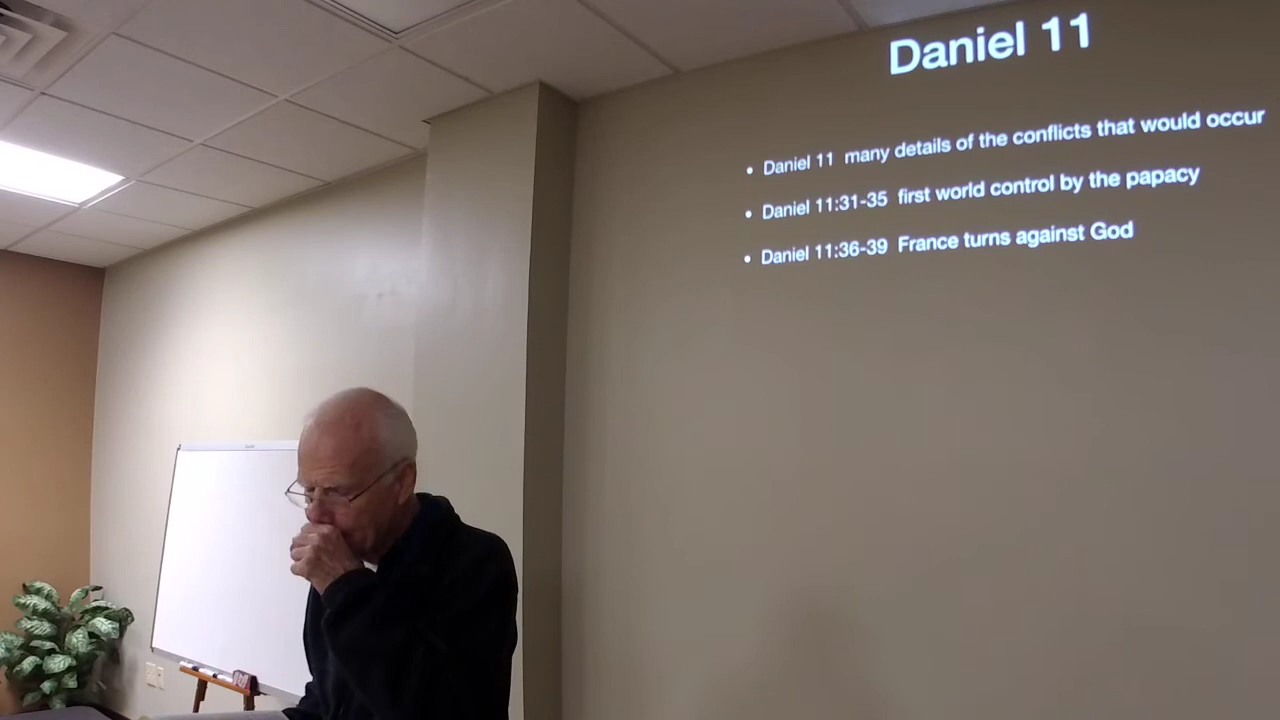 Daniel 11
• Daniel 11 many details of the conflicts that would occur
• Daniel 11:31-35 first world control by the papacy
• Daniel 11:36-39 France turns against God